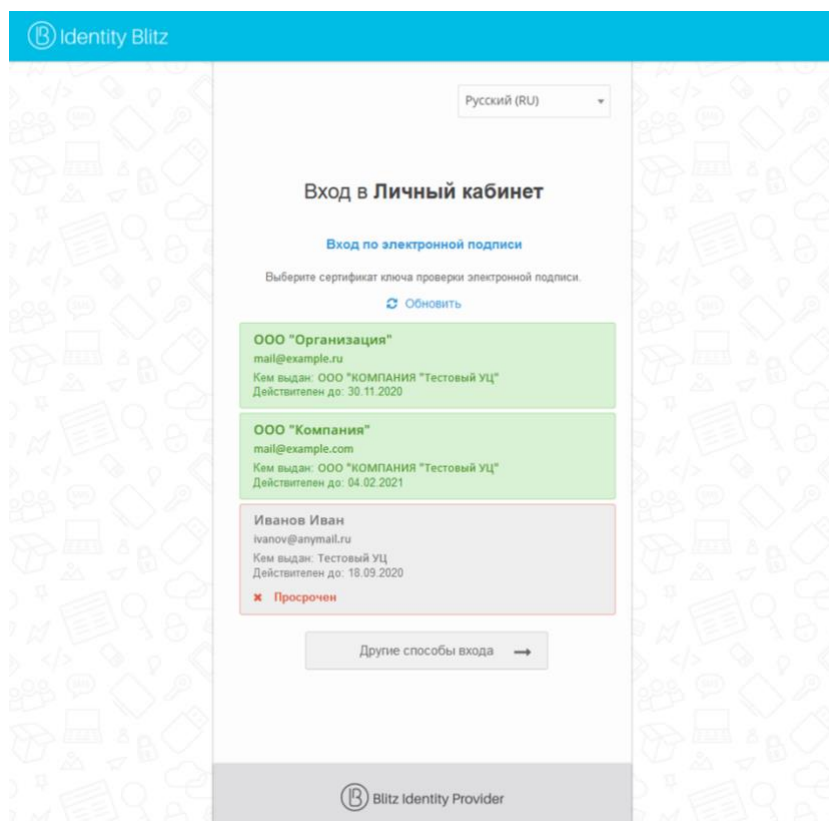 Identity Blitz
Русский (RU)
Вход в Личный кабинет
Вход по электронной подписи
Выберите сертификат ключа проверки электронной подписи.
Обновить
ООО "Организация"
mail@example.ru
Кем выдан: ООО "КОМПАНИЯ "Тестовый УЦ"
Действителен до: 30.11.2020
ООО "Компания"
mail@example.com
Кем выдан: ООО "КОМПАНИЯ "Тестовый УЦ"
Действителен до: 04.02.2021
Иванов Иван
ivanov@anymail.ru
Кем выдан: Тестовый УЦ
Действителен до: 18.09.2020
Просрочен
Другие способы входа
Blitz Identity Provider